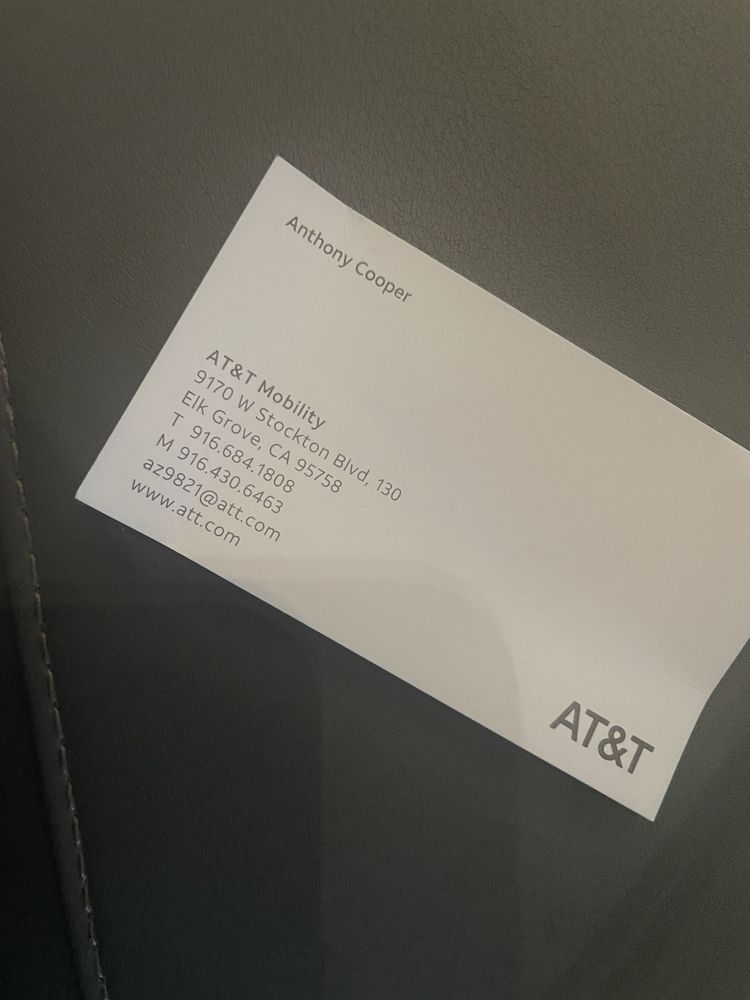 Anthony Cooper
AT&T Mobility
9170 W Stockton Blvd, 130
Elk Grove, CA 95758
T 916.684.1808
M 916.430.6463
az9821@att.com
www.att.com
AT&T